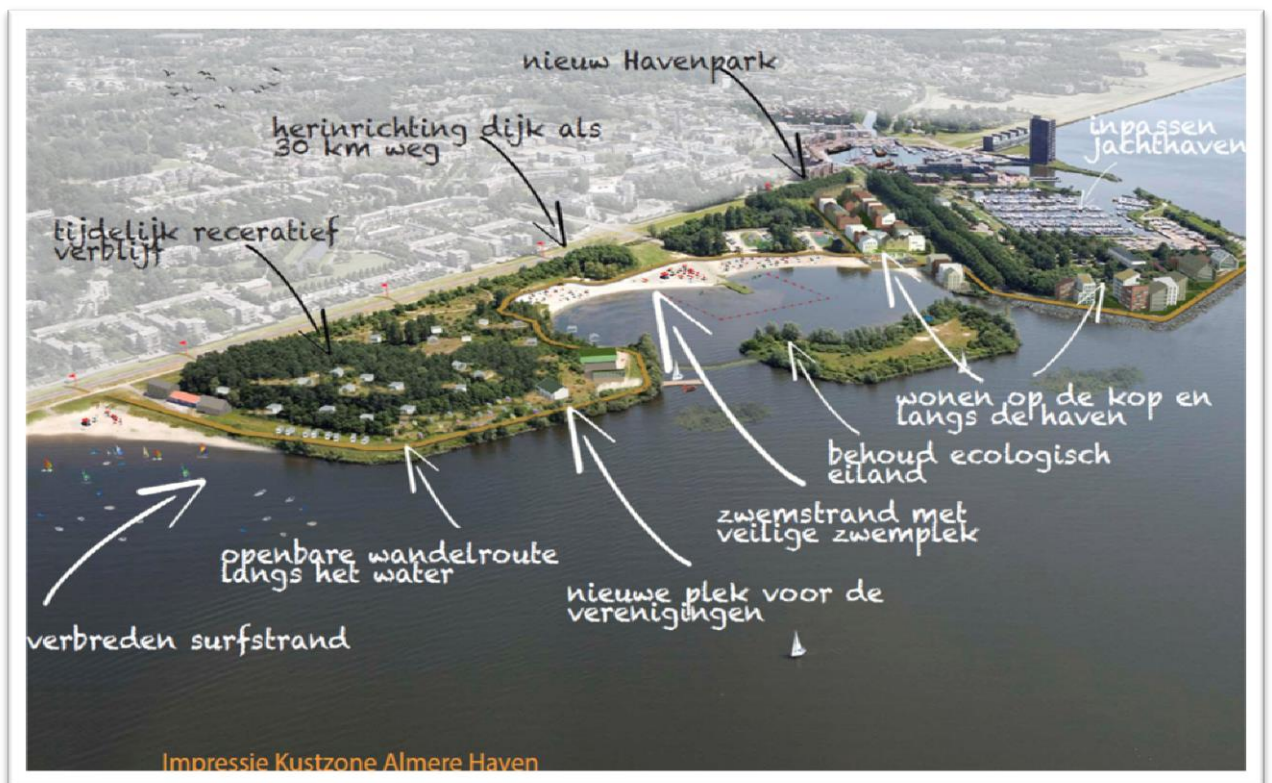 nieuw Havenpark
herinrichting dijk als
30 km weg
inpassen
jachthaven
tijdelijk receratief
verblijf
wonen op de kop en
langs de haven
behoud ecologisch
eiland
zwemstrand met
veilige zwemplek
openbare wandelroute
langs het water
nieuwe plek voor de
verenigingen
verbreden surfstrand
Impressie Kustzone Almere Haven